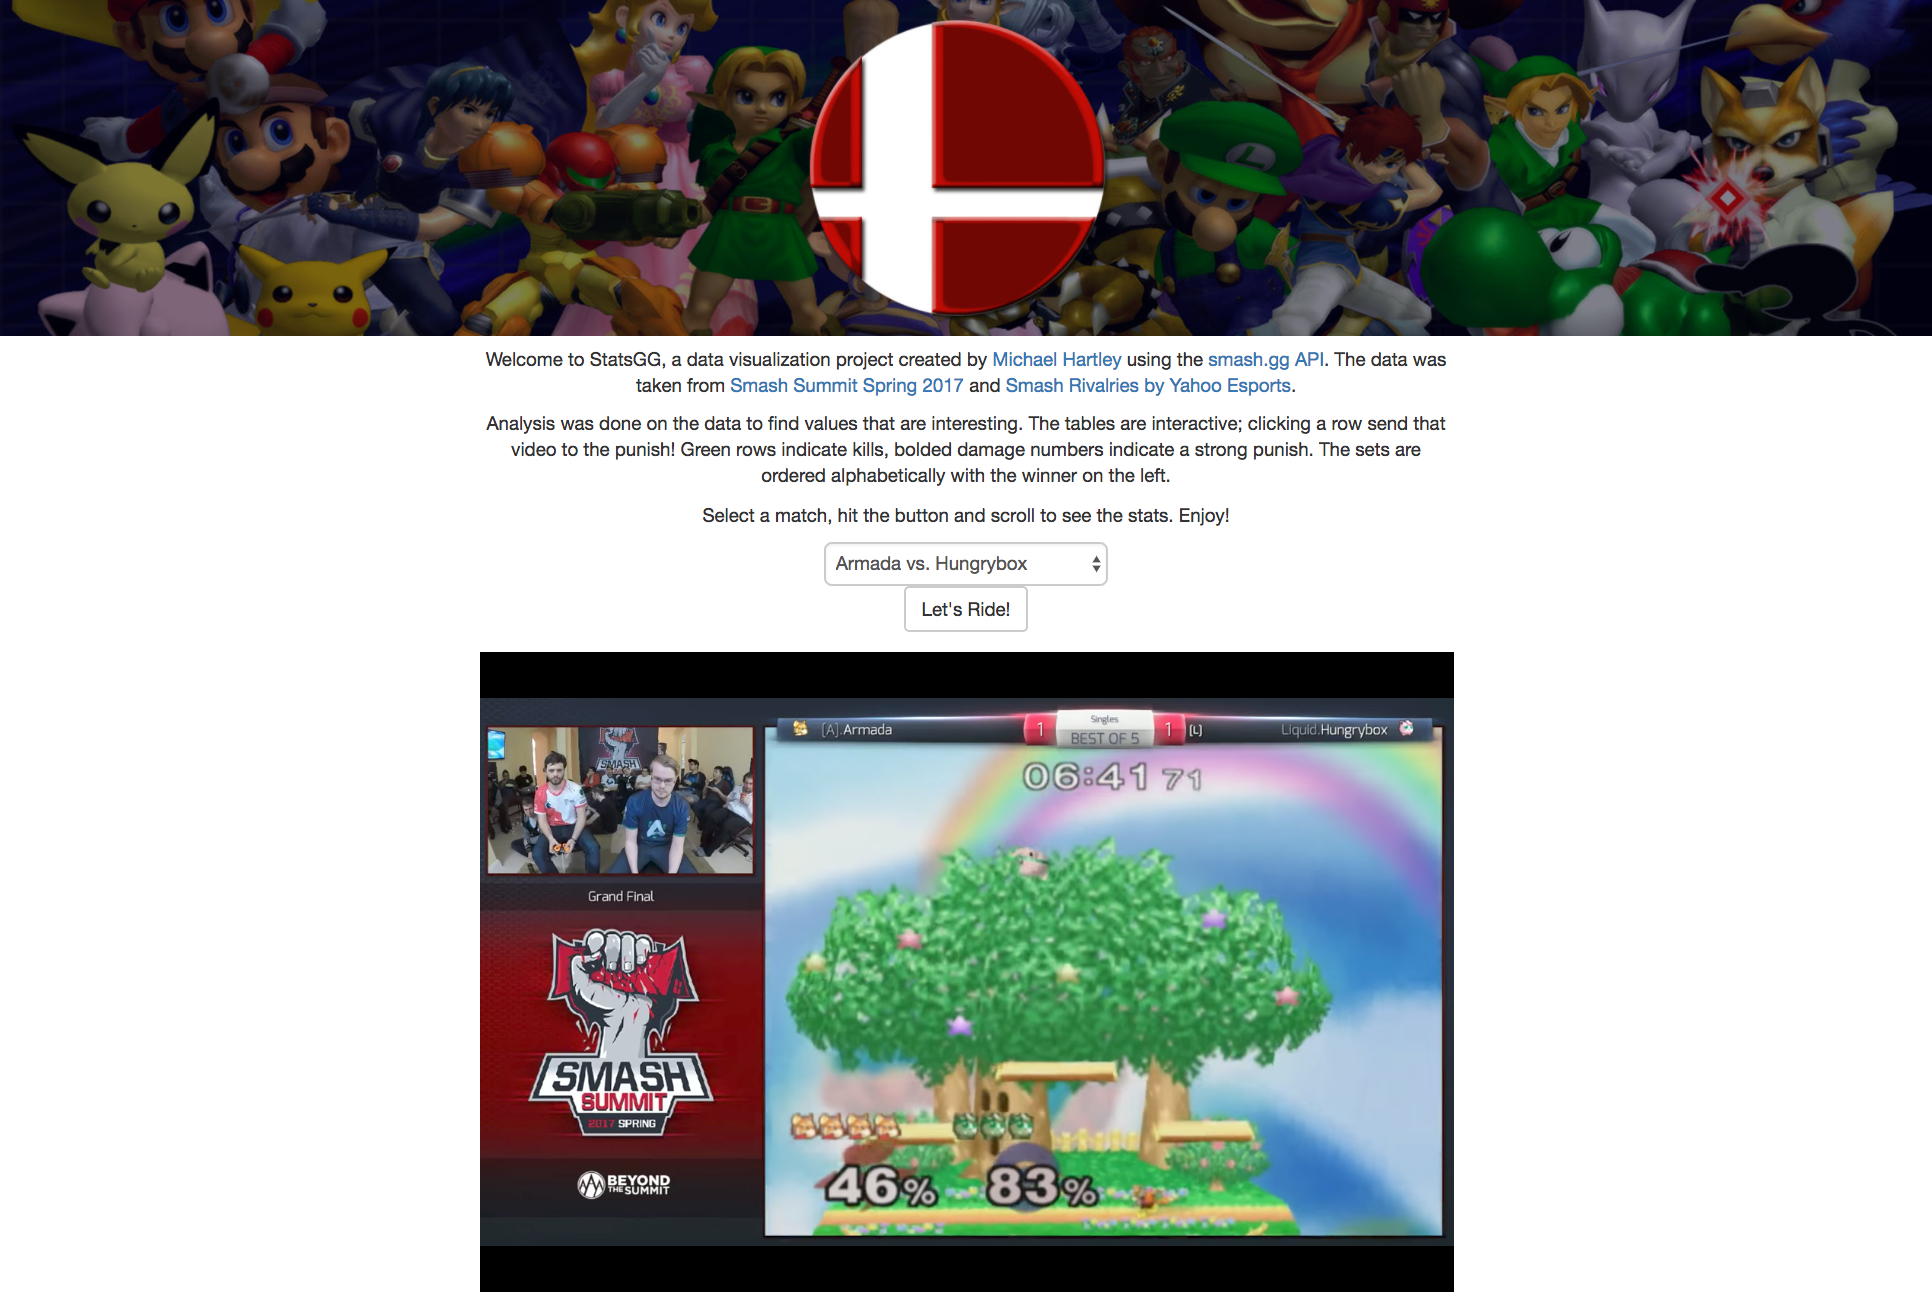 Welcome to StatsGG, a data visualization project created by Michael Hartley using the smash.gg API. The data was
taken from Smash Summit Spring 2017 and Smash Rivalries by Yahoo Esports.
Analysis was done on the data to find values that are interesting. The tables are interactive; clicking a row send that
video to the punish! Green rows indicate kills, bolded damage numbers indicate a strong punish. The sets are
ordered alphabetically with the winner on the left.
Select a match, hit the button and scroll to see the stats. Enjoy!
Armada vs. Hungrybox
Let's Ride!
[A].Armada 1 Singles 1 [L] Liquid.Hungrybox
BEST OF 5
06:41 71
SMASH
Grand Final
SMASH
SUMMIT
2017 SPRING
BEYOND
THE SUMMIT
46% 83%